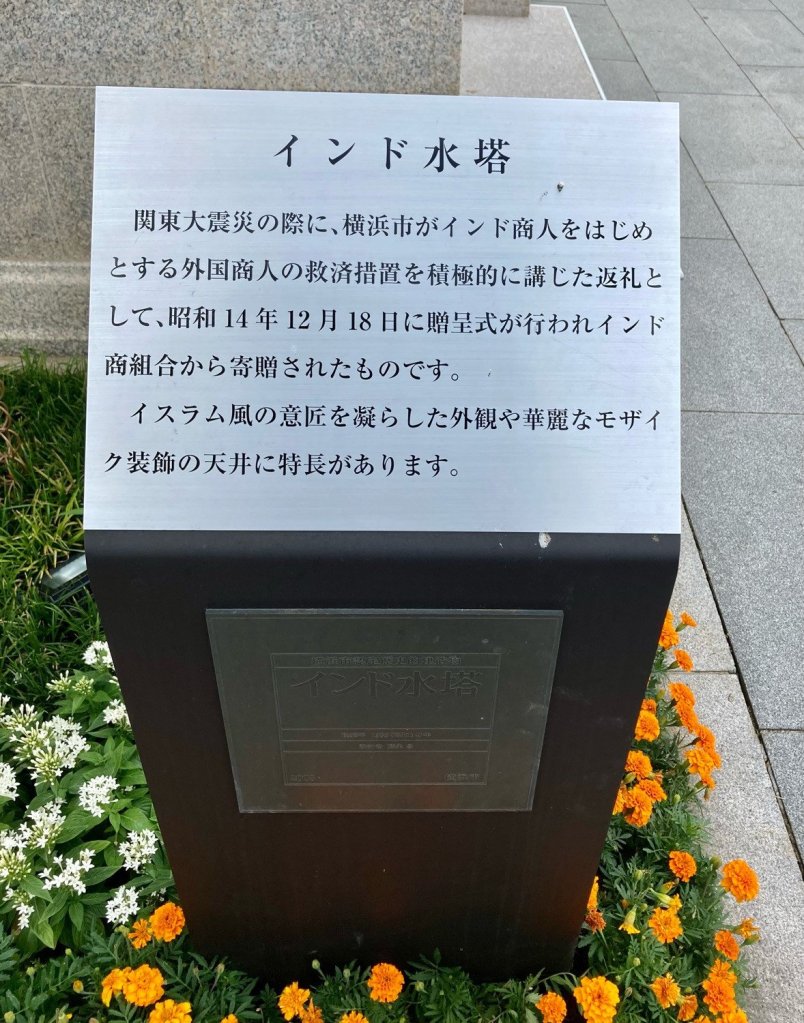 インド水塔
関東大震災の際に、横浜市がインド商人をはじめ
とする外国商人の救済措置を積極的に講じた返礼と
して、昭和14年12月18日に贈呈式が行われインド
商組合から寄贈されたものです。
イスラム風の意匠を凝らした外観や華麗なモザイ
ク装飾の天井に特長があります。
インド水塔